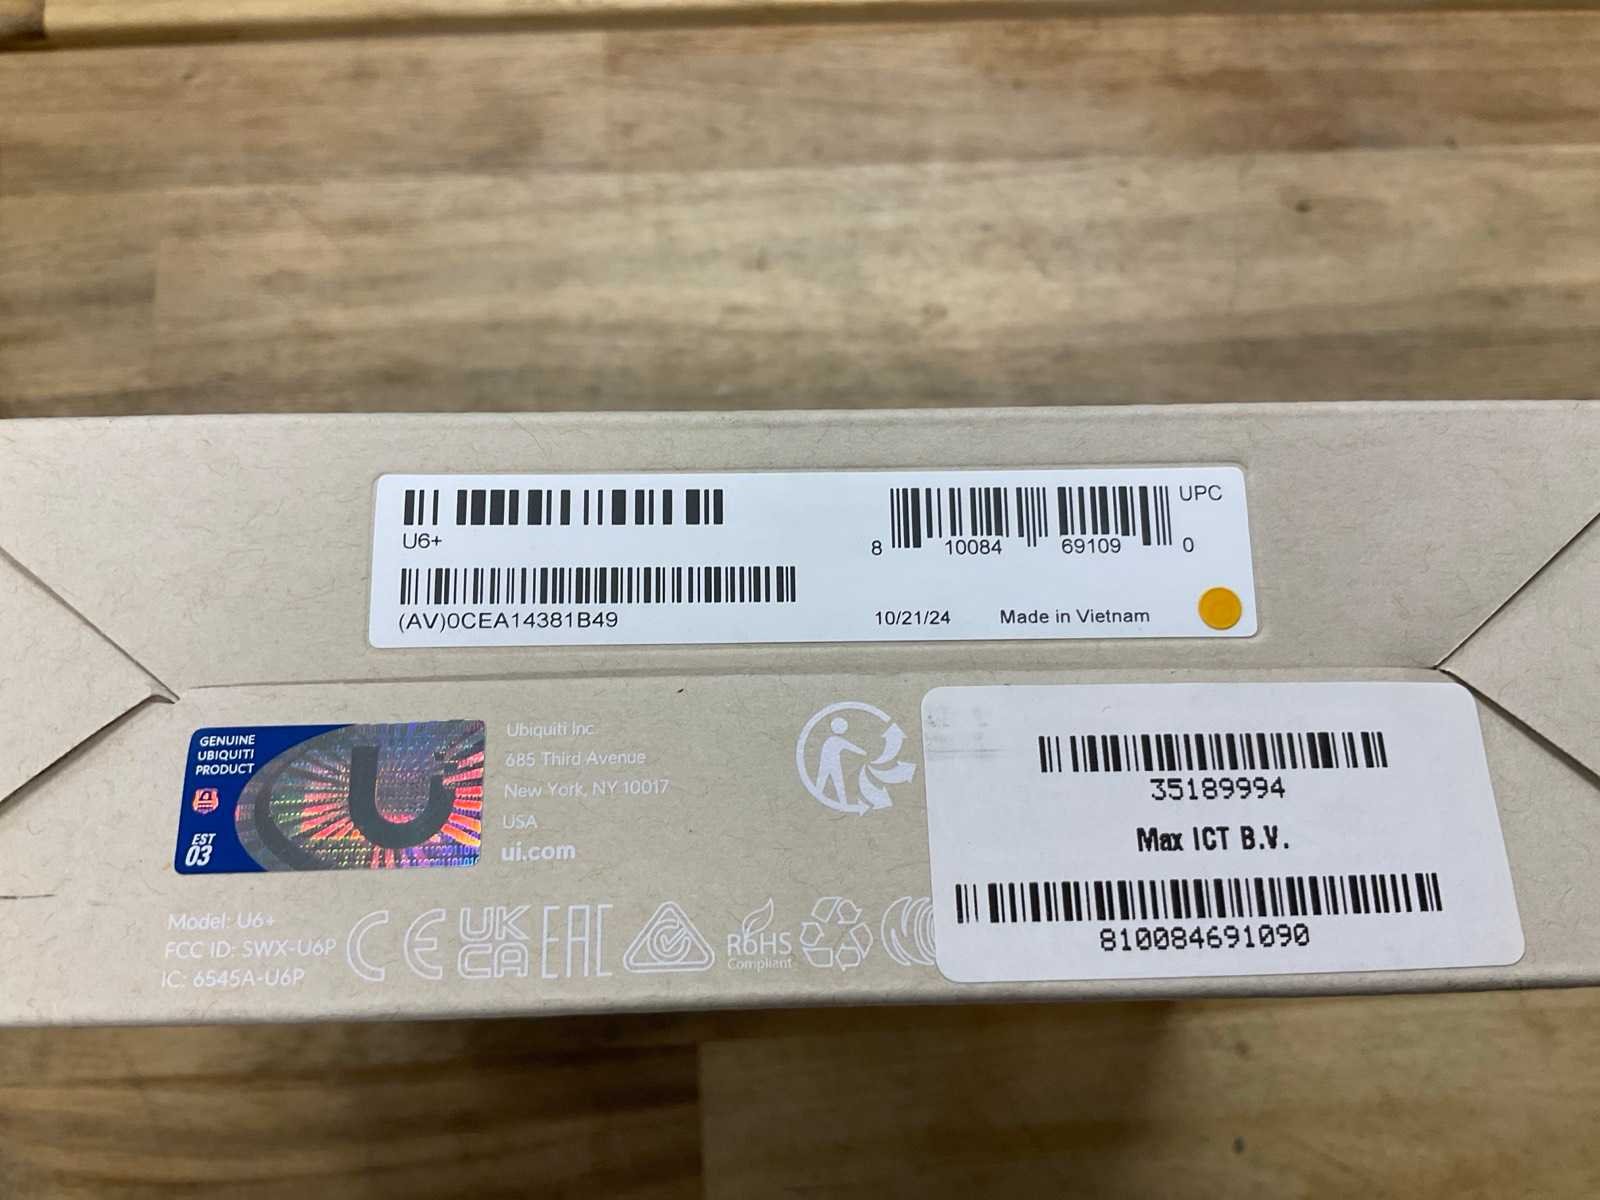 U6+
(AV)0CEA14381B49
UPC
8 10084 69109 0
10/21/24 Made in Vietnam
GENUINE
UBIQUITI
PRODUCT
EST
03
Ubiquiti Inc.
685 Third Avenue
New York, NY 10017
USA
ui.com
Model: U6+
FCC ID: SWX-U6P
IC: 6545A-U6P
CE
UK
CA
EAC
RoHS
Compliant
35189994
Max ICT B.V.
810084691090